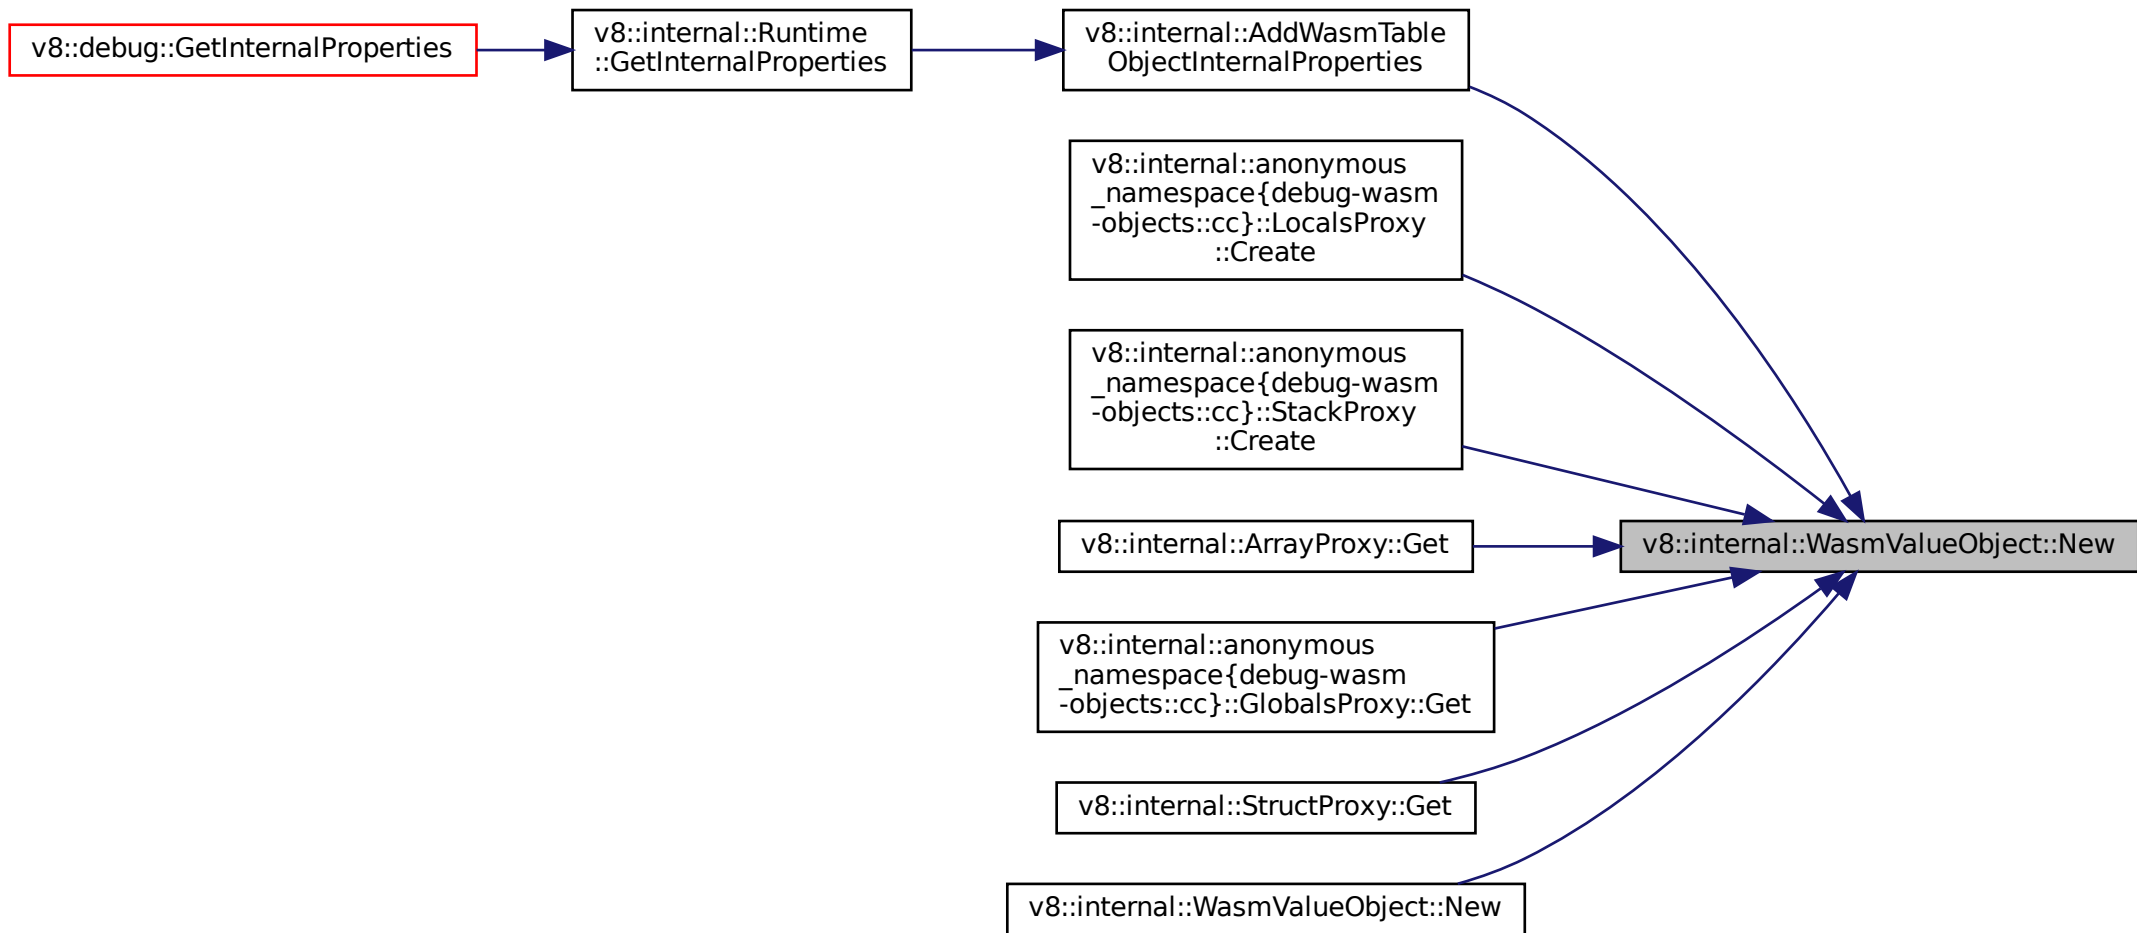 v8::debug::GetInternalProperties
v8::internal::Runtime
::GetInternalProperties
v8::internal::AddWasmTable
ObjectInternalProperties
v8::internal::anonymous
_namespace{debug-wasm
-objects::cc}::LocalsProxy
::Create
v8::internal::anonymous
_namespace{debug-wasm
-objects::cc}::StackProxy
::Create
v8::internal::ArrayProxy::Get
v8::internal::WasmValueObject::New
v8::internal::anonymous
_namespace{debug-wasm
-objects::cc}::GlobalsProxy::Get
v8::internal::StructProxy::Get
v8::internal::WasmValueObject::New